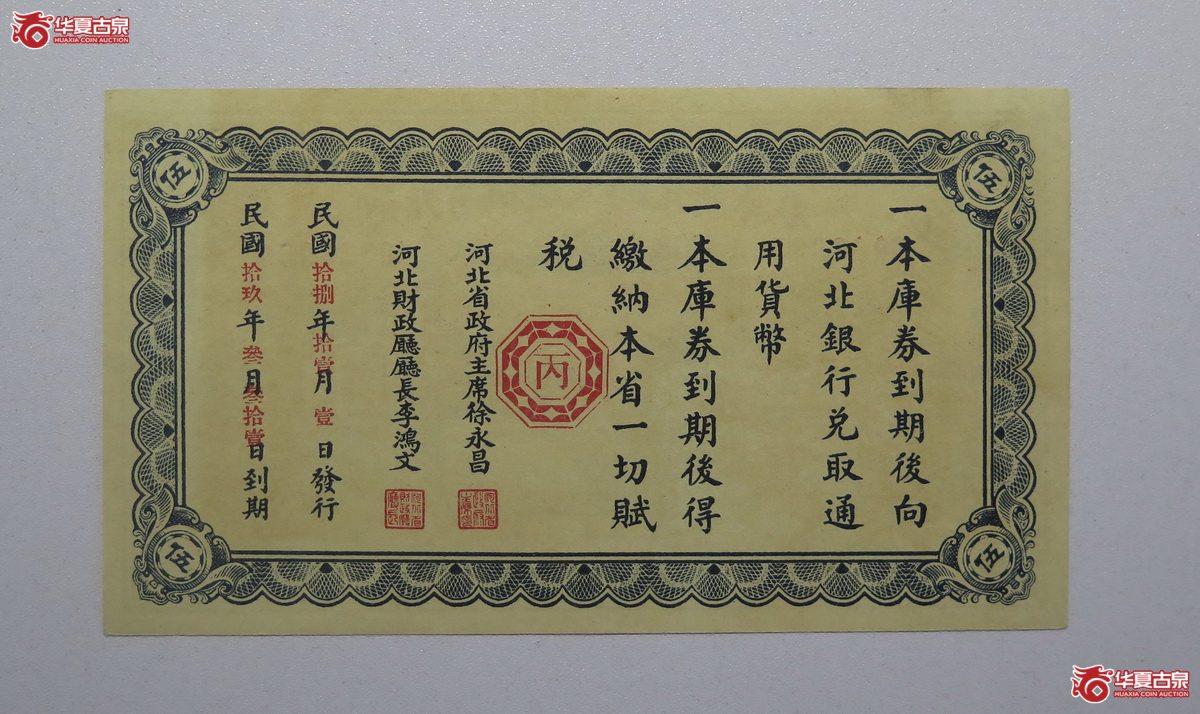 华夏古泉
HUAXIA COIN AUCTION
伍
伍
一本庫券到期後向
河北銀行兑取通
用貨幣
一本庫券到期後得
繳納本省一切賦
税
丙
河北省政府主席徐永昌
河北財政廳廳長李鴻文
民國拾捌年拾壹月壹日發行
民國拾玖年叁月叁拾壹日到期
伍
伍
华夏古泉
HUAXIA COIN AUCTION